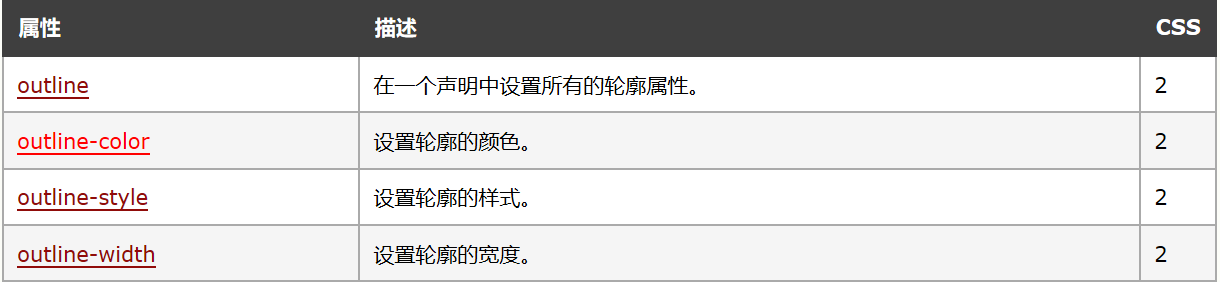 属性 描述 CSS
outline 在一个声明中设置所有的轮廓属性。 2
outline-color 设置轮廓的颜色。 2
outline-style 设置轮廓的样式。 2
outline-width 设置轮廓的宽度。 2